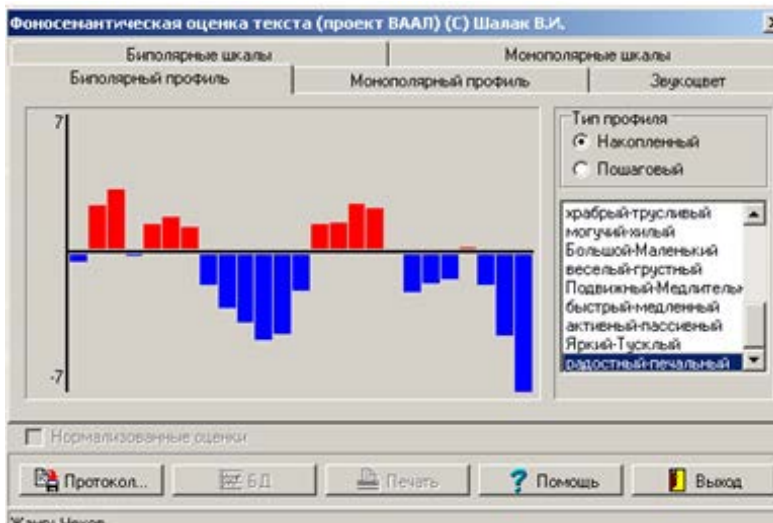 Фоносемантическая оценка текста (проект ВААЛ) (С) Шалак В.И.
Биполярные шкалы
Монополярные шкалы
Биполярный профиль
Монополярный профиль
Звукоцвет
7
-7
Тип профиля
Накопленный
Пошаговый
храбрый-трусливый
могучий-хилый
Большой-Маленький
веселый-грустный
Подвижный-Медлительн
быстрый-медленный
активный-пассивный
Яркий-Тусклый
радостный-печальный
Нормализованные оценки
Протокол...
БД
Печать
? Помощь
Выход